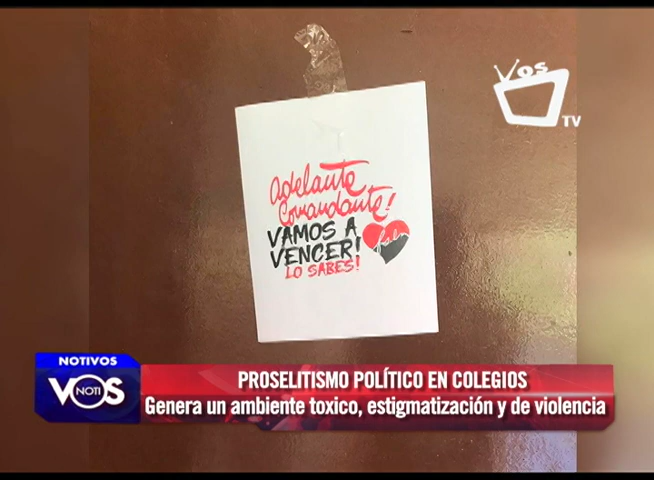 VOS
TV
Adelante
Comandante!
VAMOS A
VENCER!
LO SABES!
NOTIVOS
VOS
NOTI
PROSELITISMO POLÍTICO EN COLEGIOS
Genera un ambiente toxico, estigmatización y de violencia